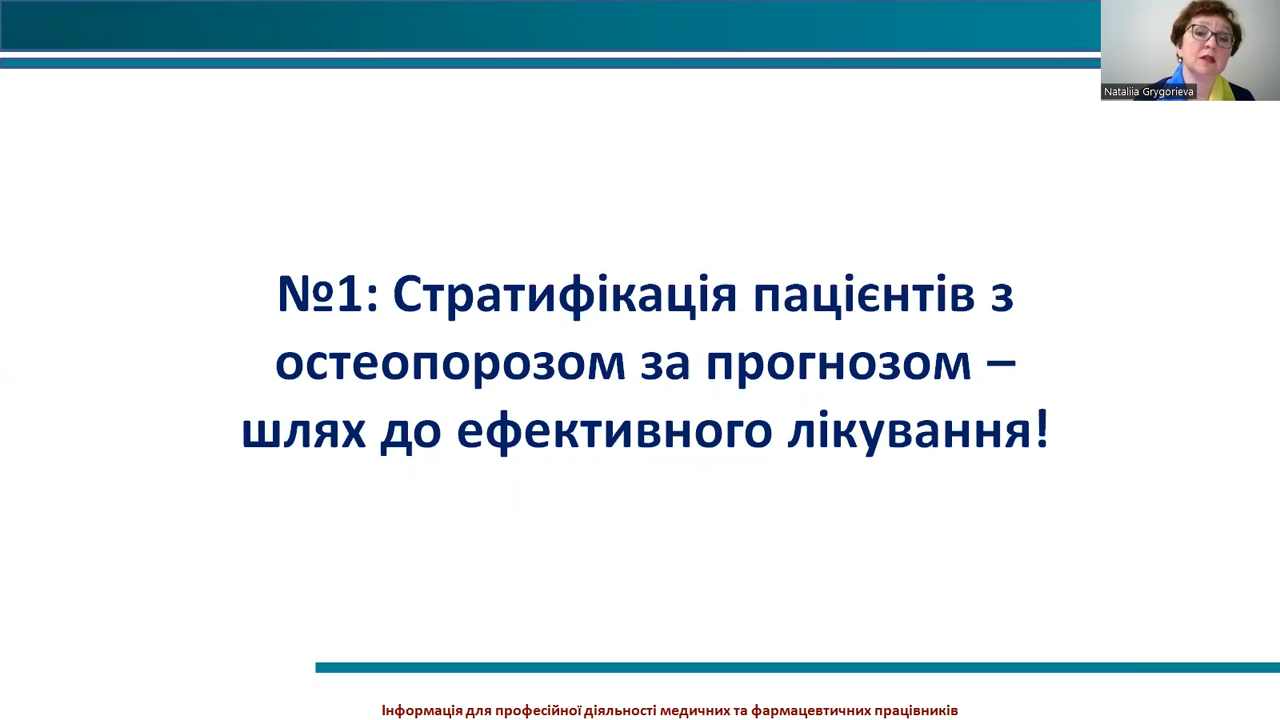 Nataliia Grygorieva
№1: Стратифікація пацієнтів з
остеопорозом за прогнозом –
шлях до ефективного лікування!
Інформація для професійної діяльності медичних та фармацевтичних працівників